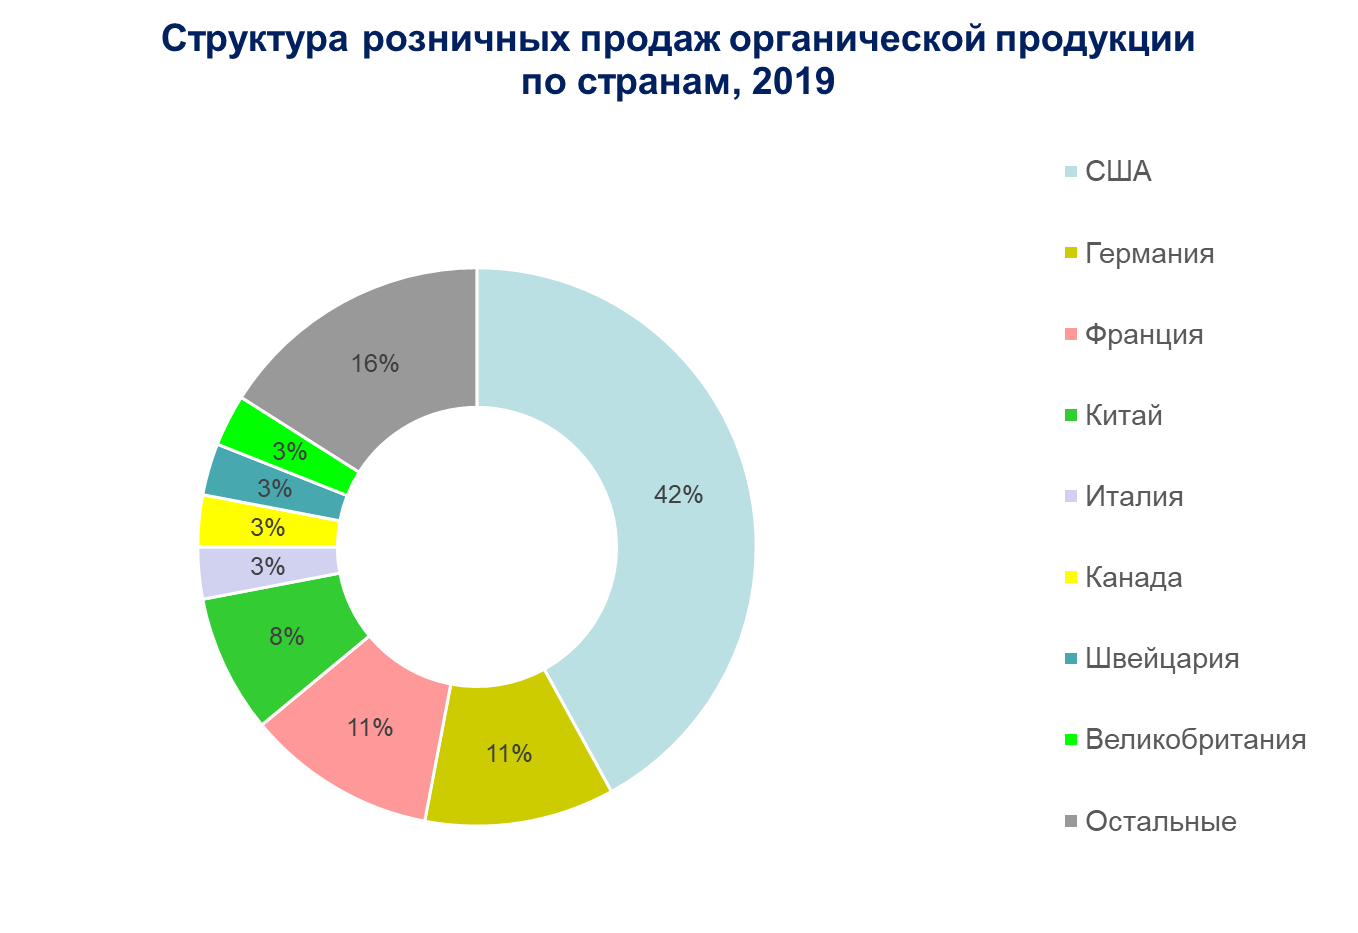 Структура розничных продаж органической продукции
по странам, 2019
США
Германия
Франция
Китай
Италия
Канада
Швейцария
Великобритания
Остальные
42%
11%
11%
8%
3%
3%
3%
3%
16%